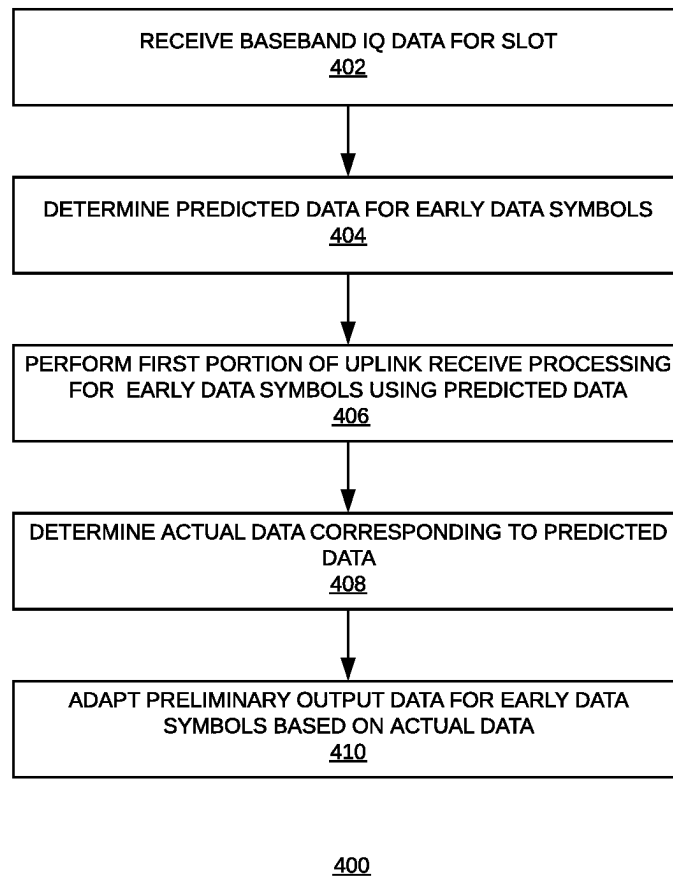 RECEIVE BASEBAND IQ DATA FOR SLOT
402
DETERMINE PREDICTED DATA FOR EARLY DATA SYMBOLS
404
PERFORM FIRST PORTION OF UPLINK RECEIVE PROCESSING
FOR EARLY DATA SYMBOLS USING PREDICTED DATA
406
DETERMINE ACTUAL DATA CORRESPONDING TO PREDICTED
DATA
408
ADAPT PRELIMINARY OUTPUT DATA FOR EARLY DATA
SYMBOLS BASED ON ACTUAL DATA
410
400